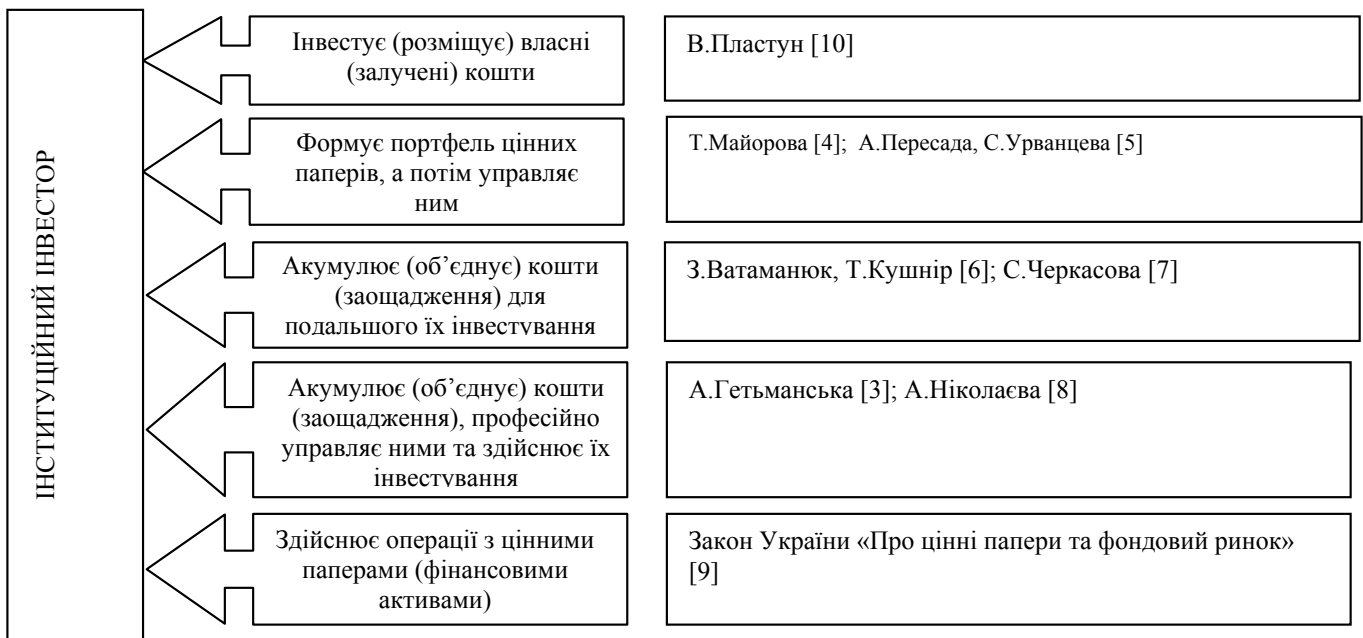 ІНСТИТУЦІЙНИЙ ІНВЕСТОР
Інвестує (розміщує) власні
(залучені) кошти
В.Пластун [10]
Формує портфель цінних
паперів, а потім управляє
ним
Т.Майорова [4]; А.Пересада, С.Урванцева [5]
Акумулює (об’єднує) кошти
(заощадження) для
подальшого їх інвестування
З.Ватаманюк, Т.Кушнір [6]; С.Черкасова [7]
Акумулює (об’єднує) кошти
(заощадження), професійно
управляє ними та здійснює їх
інвестування
А.Гетьманська [3]; А.Ніколаєва [8]
Здійснює операції з цінними
паперами (фінансовими
активами)
Закон України «Про цінні папери та фондовий ринок»
[9]